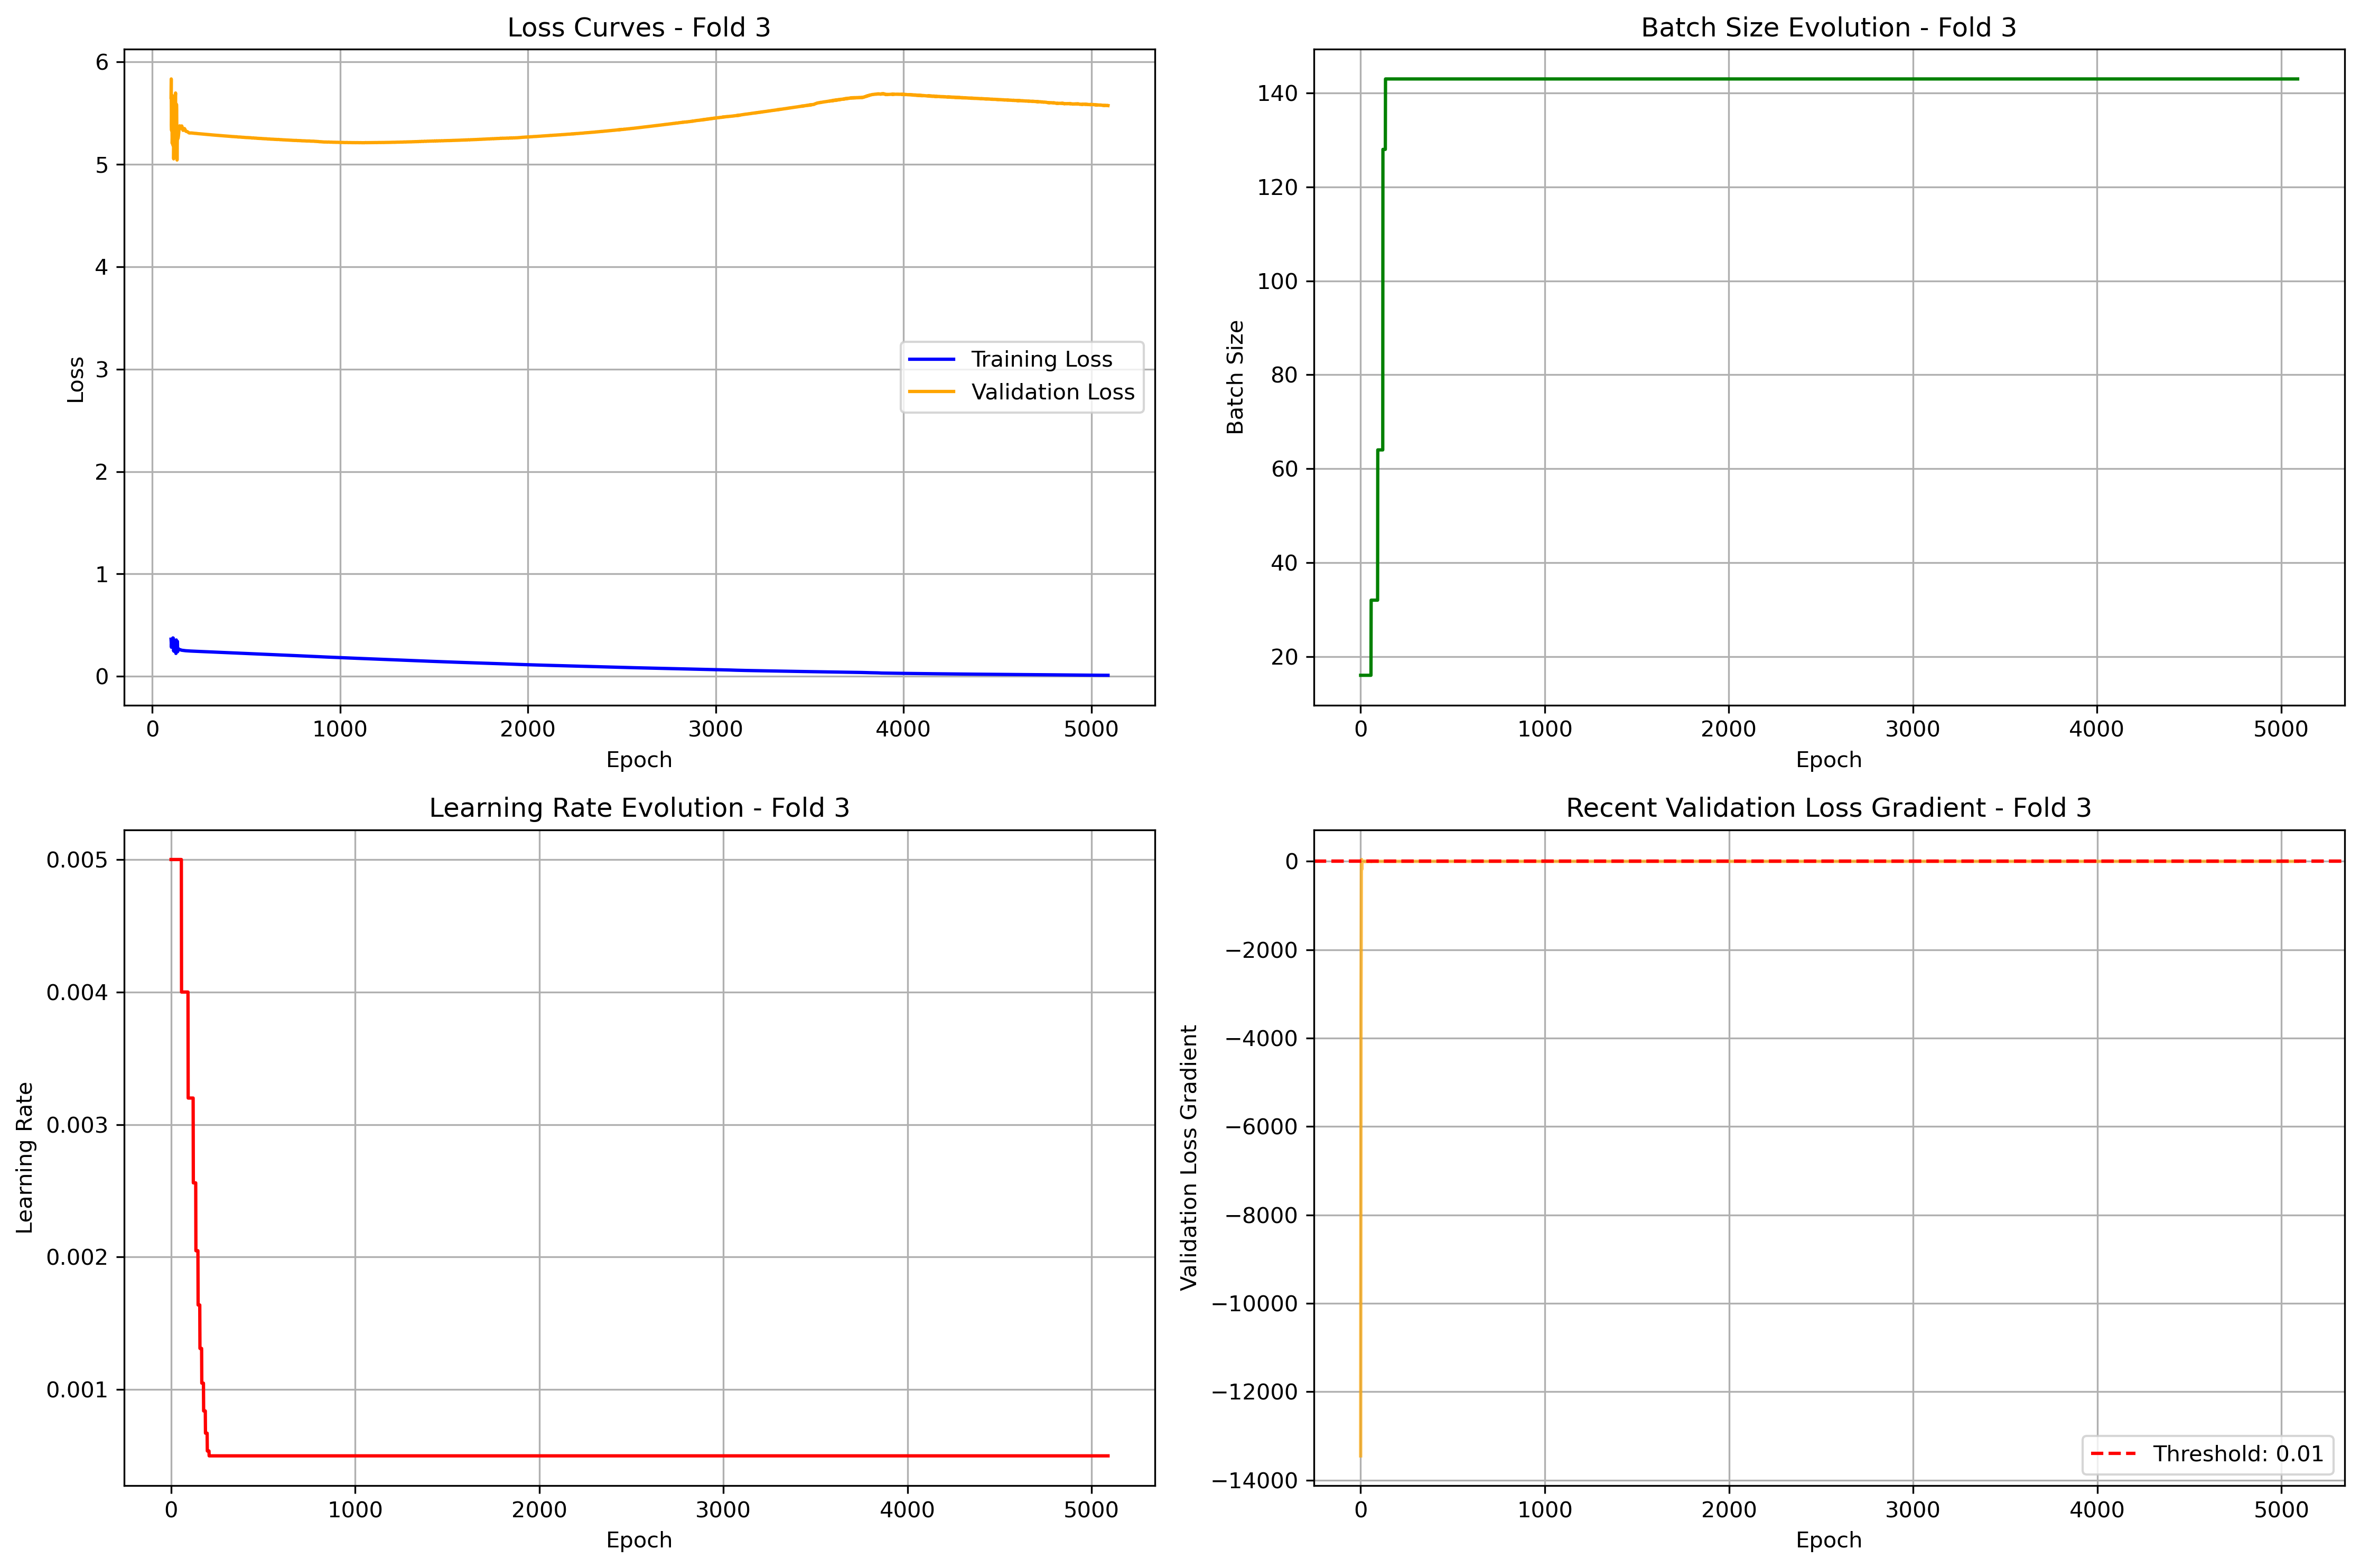 Loss Curves - Fold 3
6
5
4
3
2
1
0
Loss
Training Loss
Validation Loss
0 1000 2000 3000 4000 5000
Epoch
Batch Size Evolution - Fold 3
140
120
100
80
60
40
20
Batch Size
0 1000 2000 3000 4000 5000
Epoch
Learning Rate Evolution - Fold 3
0.005
0.004
0.003
0.002
0.001
Learning Rate
0 1000 2000 3000 4000 5000
Epoch
Recent Validation Loss Gradient - Fold 3
0
−2000
−4000
−6000
−8000
−10000
−12000
−14000
Validation Loss Gradient
Threshold: 0.01
0 1000 2000 3000 4000 5000
Epoch